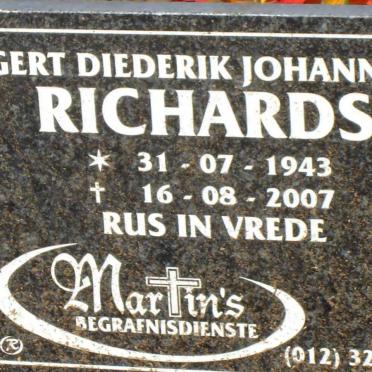 GERT DIEDERIK JOHANN
RICHARDS
* 31 - 07 - 1943
† 16 - 08 - 2007
RUS IN VREDE
Martin's
BEGRAFNISDIENSTE
® (012) 32